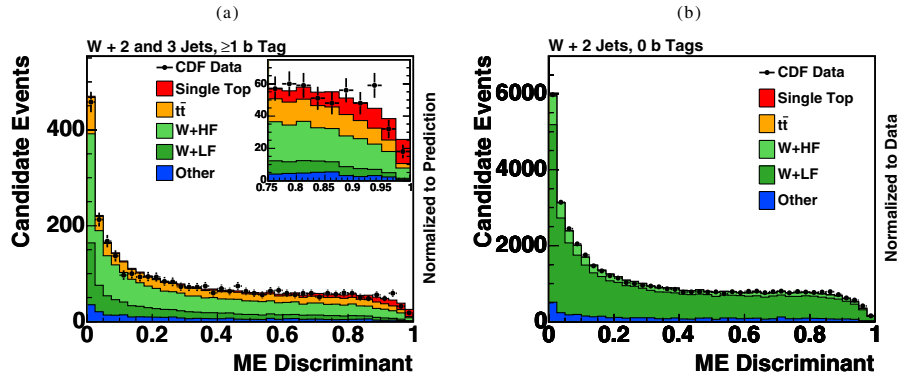 (a)
W + 2 and 3 Jets, ≥1 b Tag
Candidate Events
400
200
0
CDF Data
Single Top
tt̄
W+HF
W+LF
Other
60
40
20
0
0.75 0.8 0.85 0.9 0.95 1
0 0.2 0.4 0.6 0.8 1
ME Discriminant
Normalized to Prediction
(b)
W + 2 Jets, 0 b Tags
Candidate Events
6000
4000
2000
0
CDF Data
Single Top
tt̄
W+HF
W+LF
Other
0 0.2 0.4 0.6 0.8 1
ME Discriminant
Normalized to Data